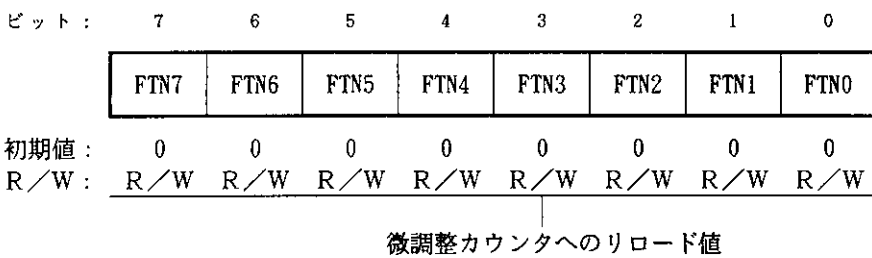 ビット： 7 6 5 4 3 2 1 0
FTN7 FTN6 FTN5 FTN4 FTN3 FTN2 FTN1 FTN0
初期値： 0 0 0 0 0 0 0 0
R／W： R／W R／W R／W R／W R／W R／W R／W R／W
微調整カウンタへのリロード値